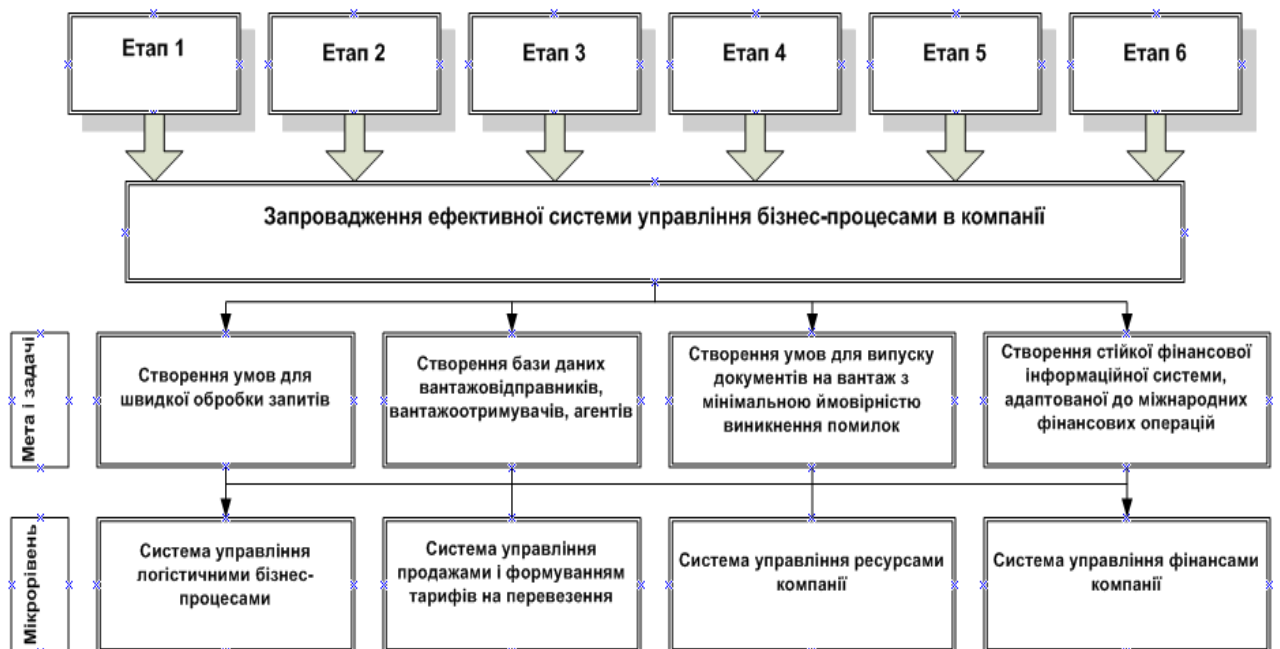 Етап 1
Етап 2
Етап 3
Етап 4
Етап 5
Етап 6
Запровадження ефективної системи управління бізнес-процесами в компанії
Мета і задачі
Створення умов для
швидкої обробки запитів
Створення бази даних
вантажовідправників,
вантажоотримувачів, агентів
Створення умов для випуску
документів на вантаж з
мінімальною ймовірністю
виникнення помилок
Створення стійкої фінансової
інформаційної системи,
адаптованої до міжнародних
фінансових операцій
Мікрорівень
Система управління
логістичними бізнес-
процесами
Система управління
продажами і формуванням
тарифів на перевезення
Система управління ресурсами
компанії
Система управління фінансами
компанії